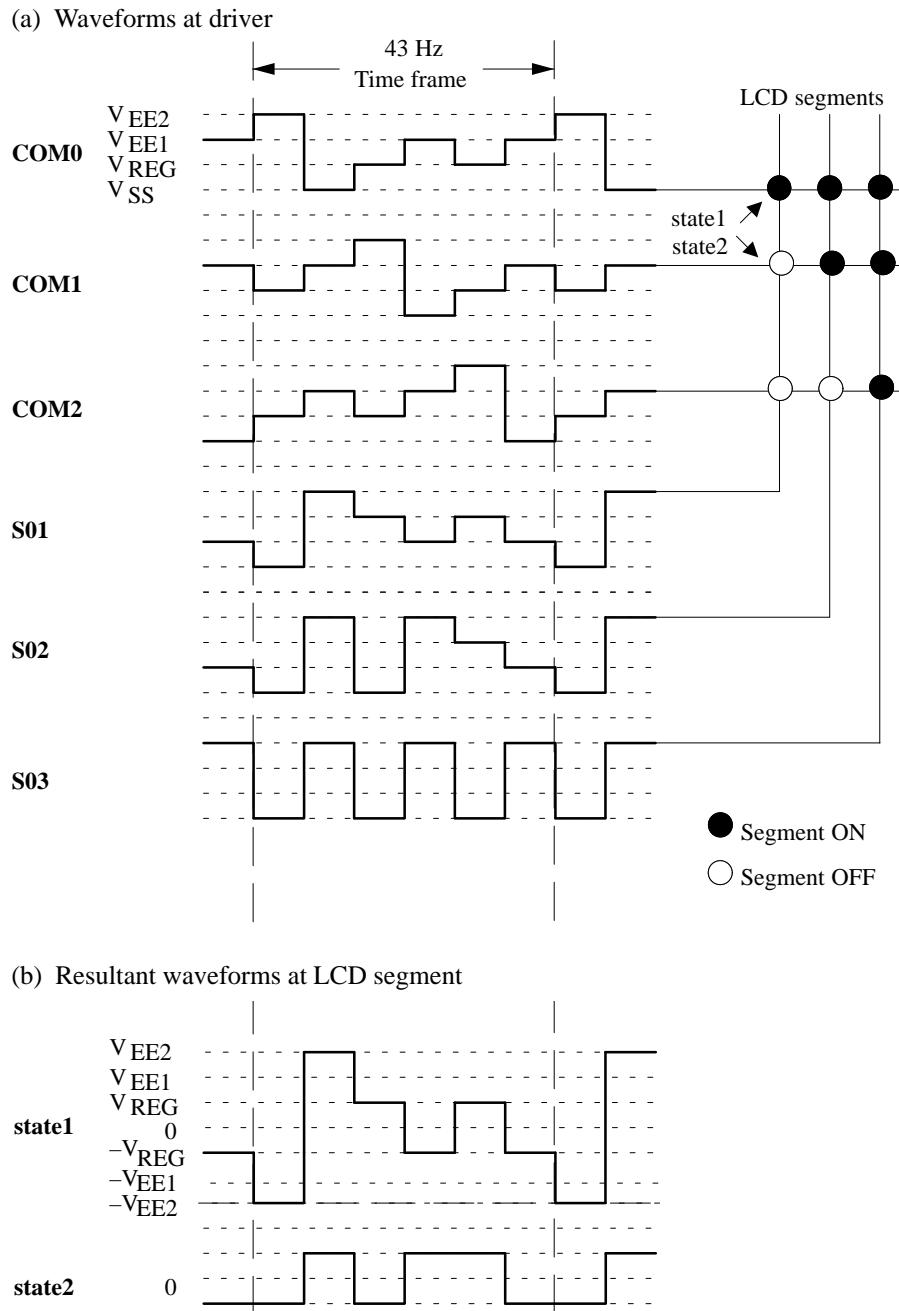 (a) Waveforms at driver
43 Hz
Time frame
LCD segments
V EE2
V EE1
COM0
V REG
V SS
state1
state2
COM1
COM2
S01
S02
S03
Segment ON
Segment OFF
(b) Resultant waveforms at LCD segment
V EE2
V EE1
V REG
state1
0
–V REG
–V EE1
–V EE2
state2 0